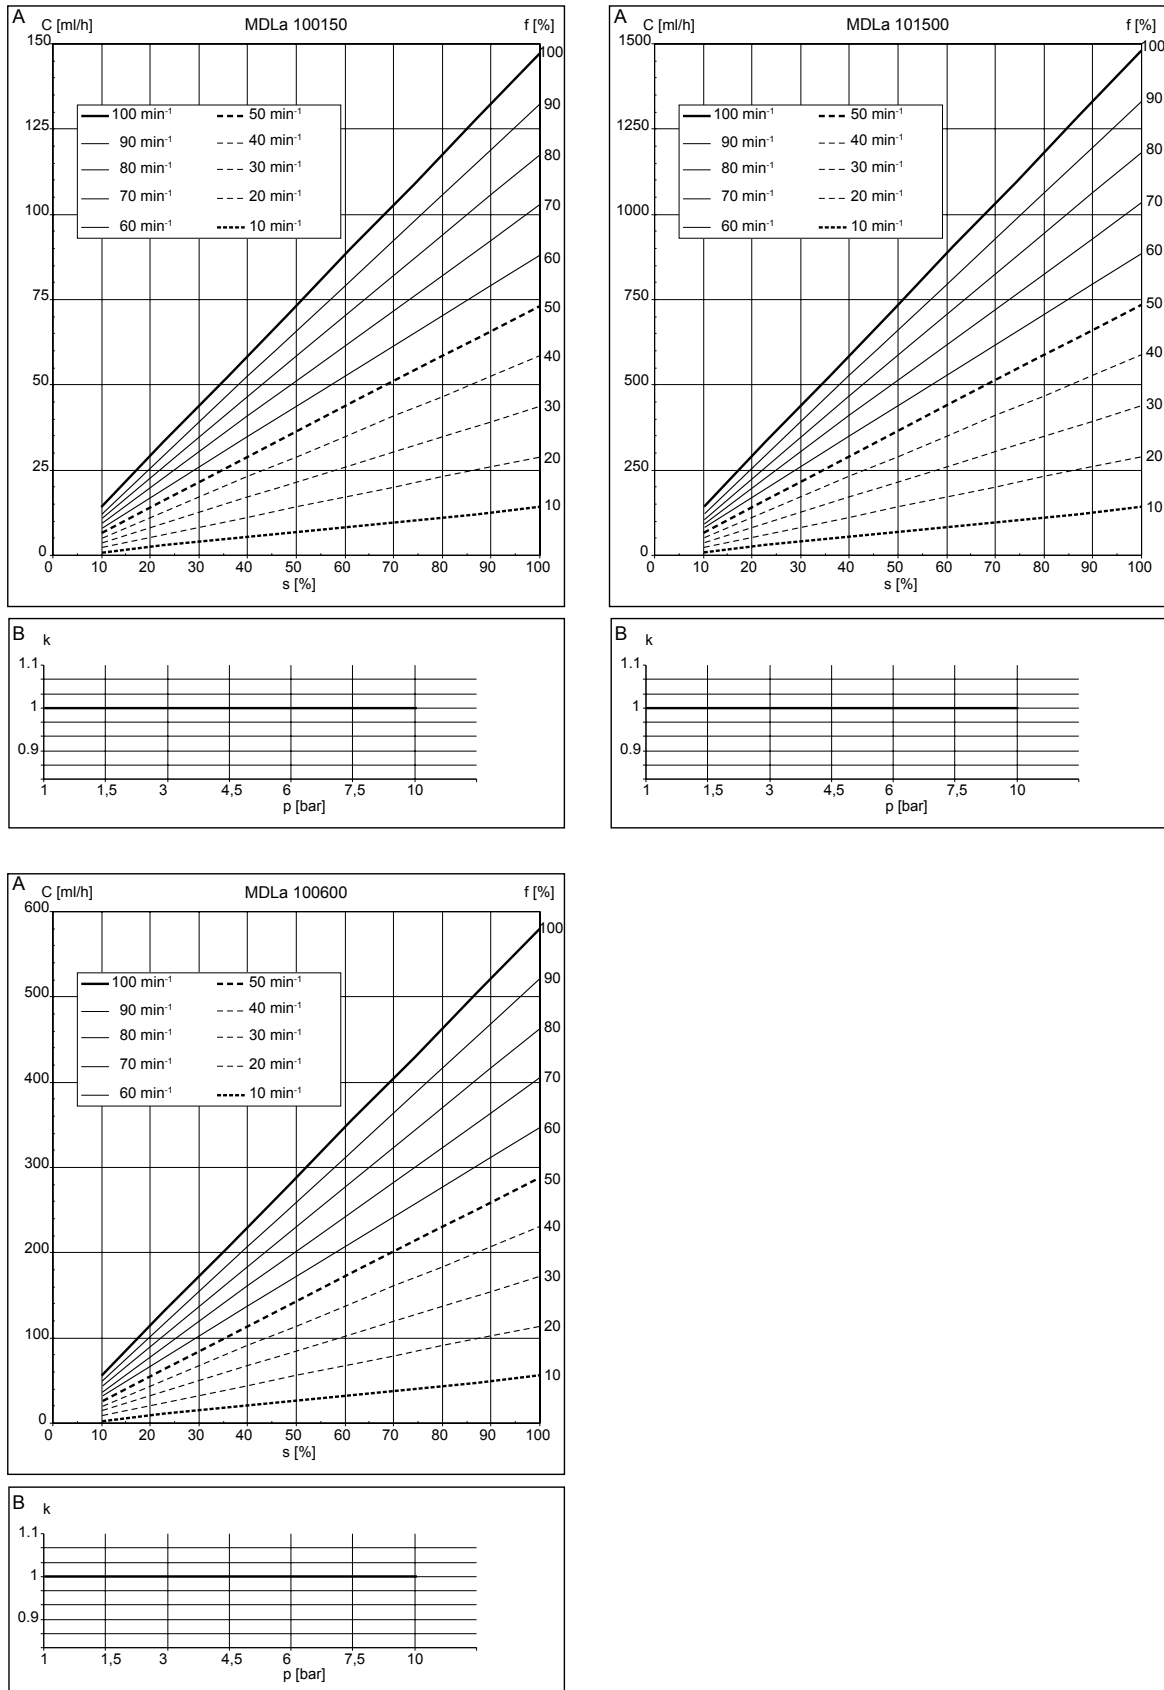 A
C [ml/h] MDLa 100150 f [%]
150
125
100
75
50
25
0
100 min-1 50 min-1
90 min-1 40 min-1
80 min-1 30 min-1
70 min-1 20 min-1
60 min-1 10 min-1
100
90
80
70
60
50
40
30
20
10
0 10 20 30 40 50 60 70 80 90 100
s [%]
B
k
1.1
1
0.9
1 1,5 3 4,5 6 7,5 10
p [bar]
A
C [ml/h] MDLa 101500 f [%]
1500
1250
1000
750
500
250
0
100 min-1 50 min-1
90 min-1 40 min-1
80 min-1 30 min-1
70 min-1 20 min-1
60 min-1 10 min-1
100
90
80
70
60
50
40
30
20
10
0 10 20 30 40 50 60 70 80 90 100
s [%]
B
k
1.1
1
0.9
1 1,5 3 4,5 6 7,5 10
p [bar]
A
C [ml/h] MDLa 100600 f [%]
600
500
400
300
200
100
0
100 min-1 50 min-1
90 min-1 40 min-1
80 min-1 30 min-1
70 min-1 20 min-1
60 min-1 10 min-1
100
90
80
70
60
50
40
30
20
10
0 10 20 30 40 50 60 70 80 90 100
s [%]
B
k
1.1
1
0.9
1 1,5 3 4,5 6 7,5 10
p [bar]